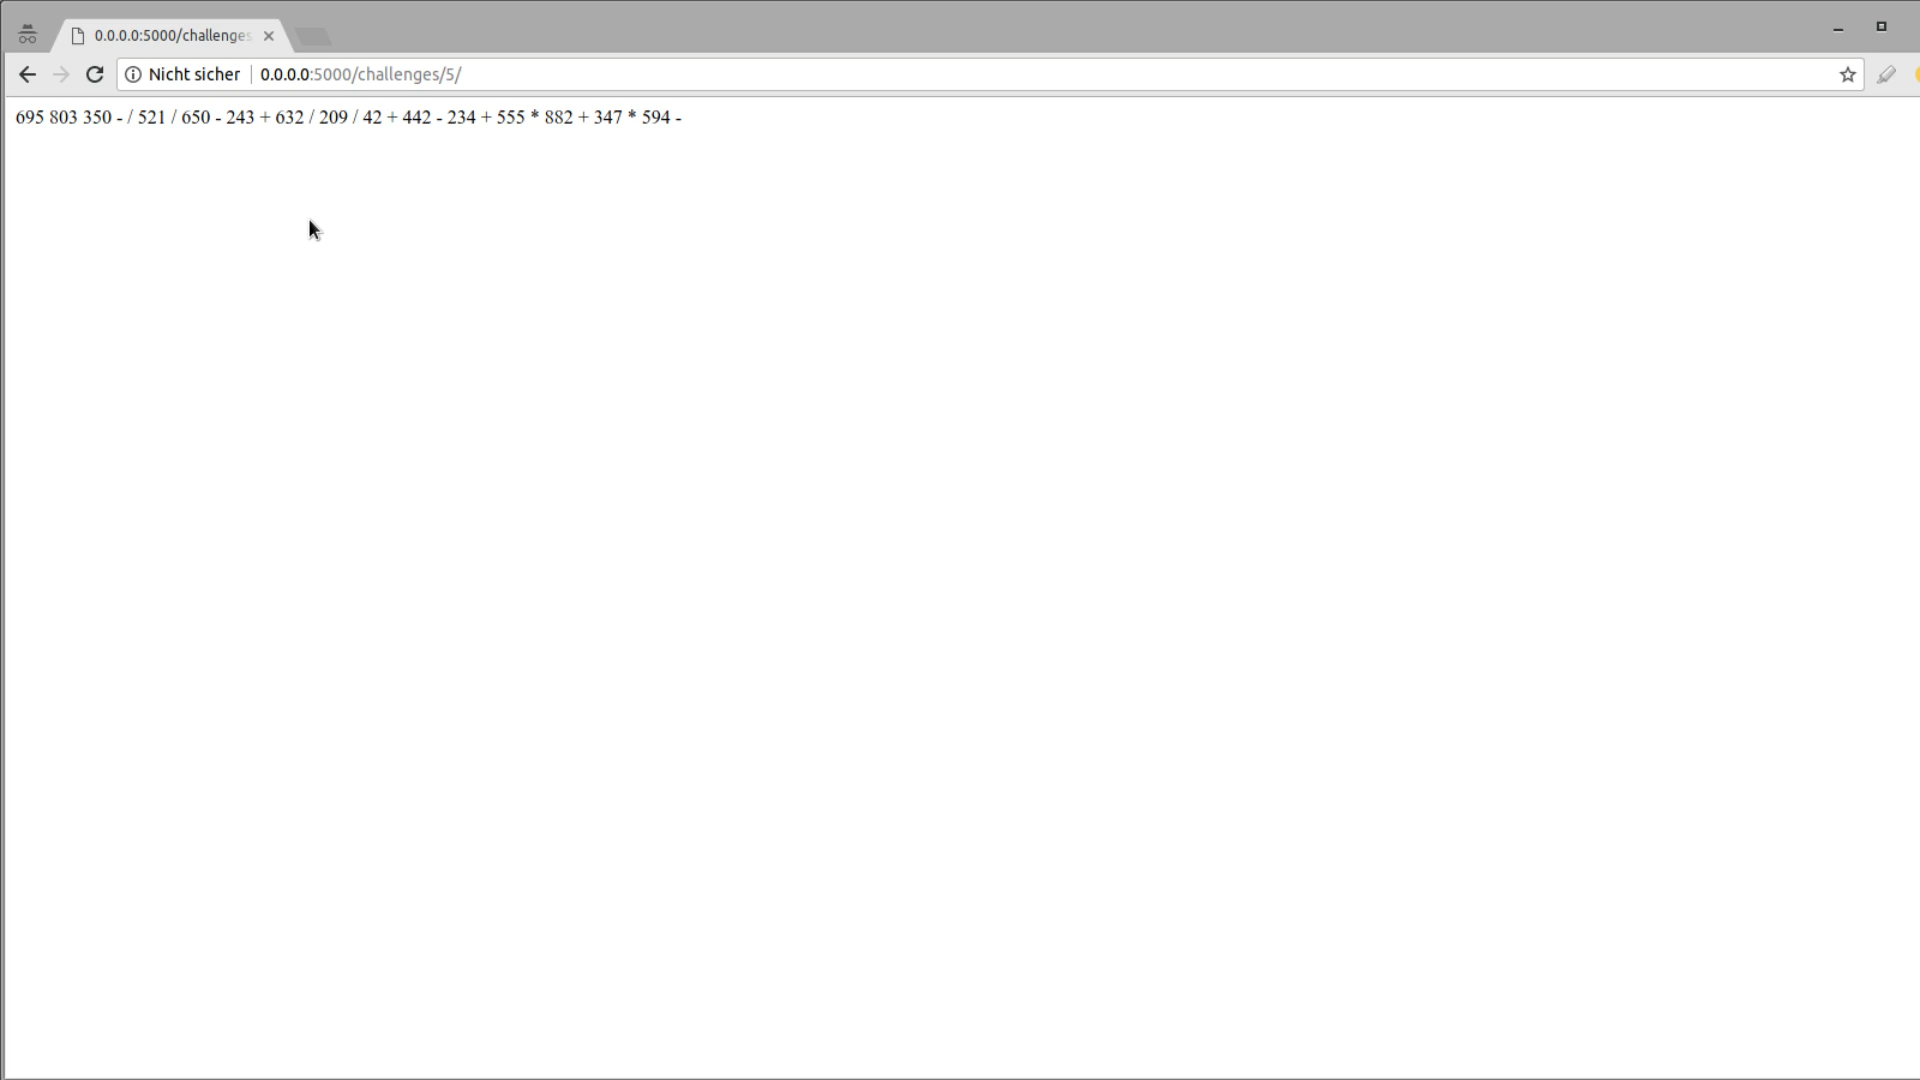 0.0.0.0:5000/challenges
Nicht sicher 0.0.0.0:5000/challenges/5/
695 803 350 - / 521 / 650 - 243 + 632 / 209 / 42 + 442 - 234 + 555 * 882 + 347 * 594 -